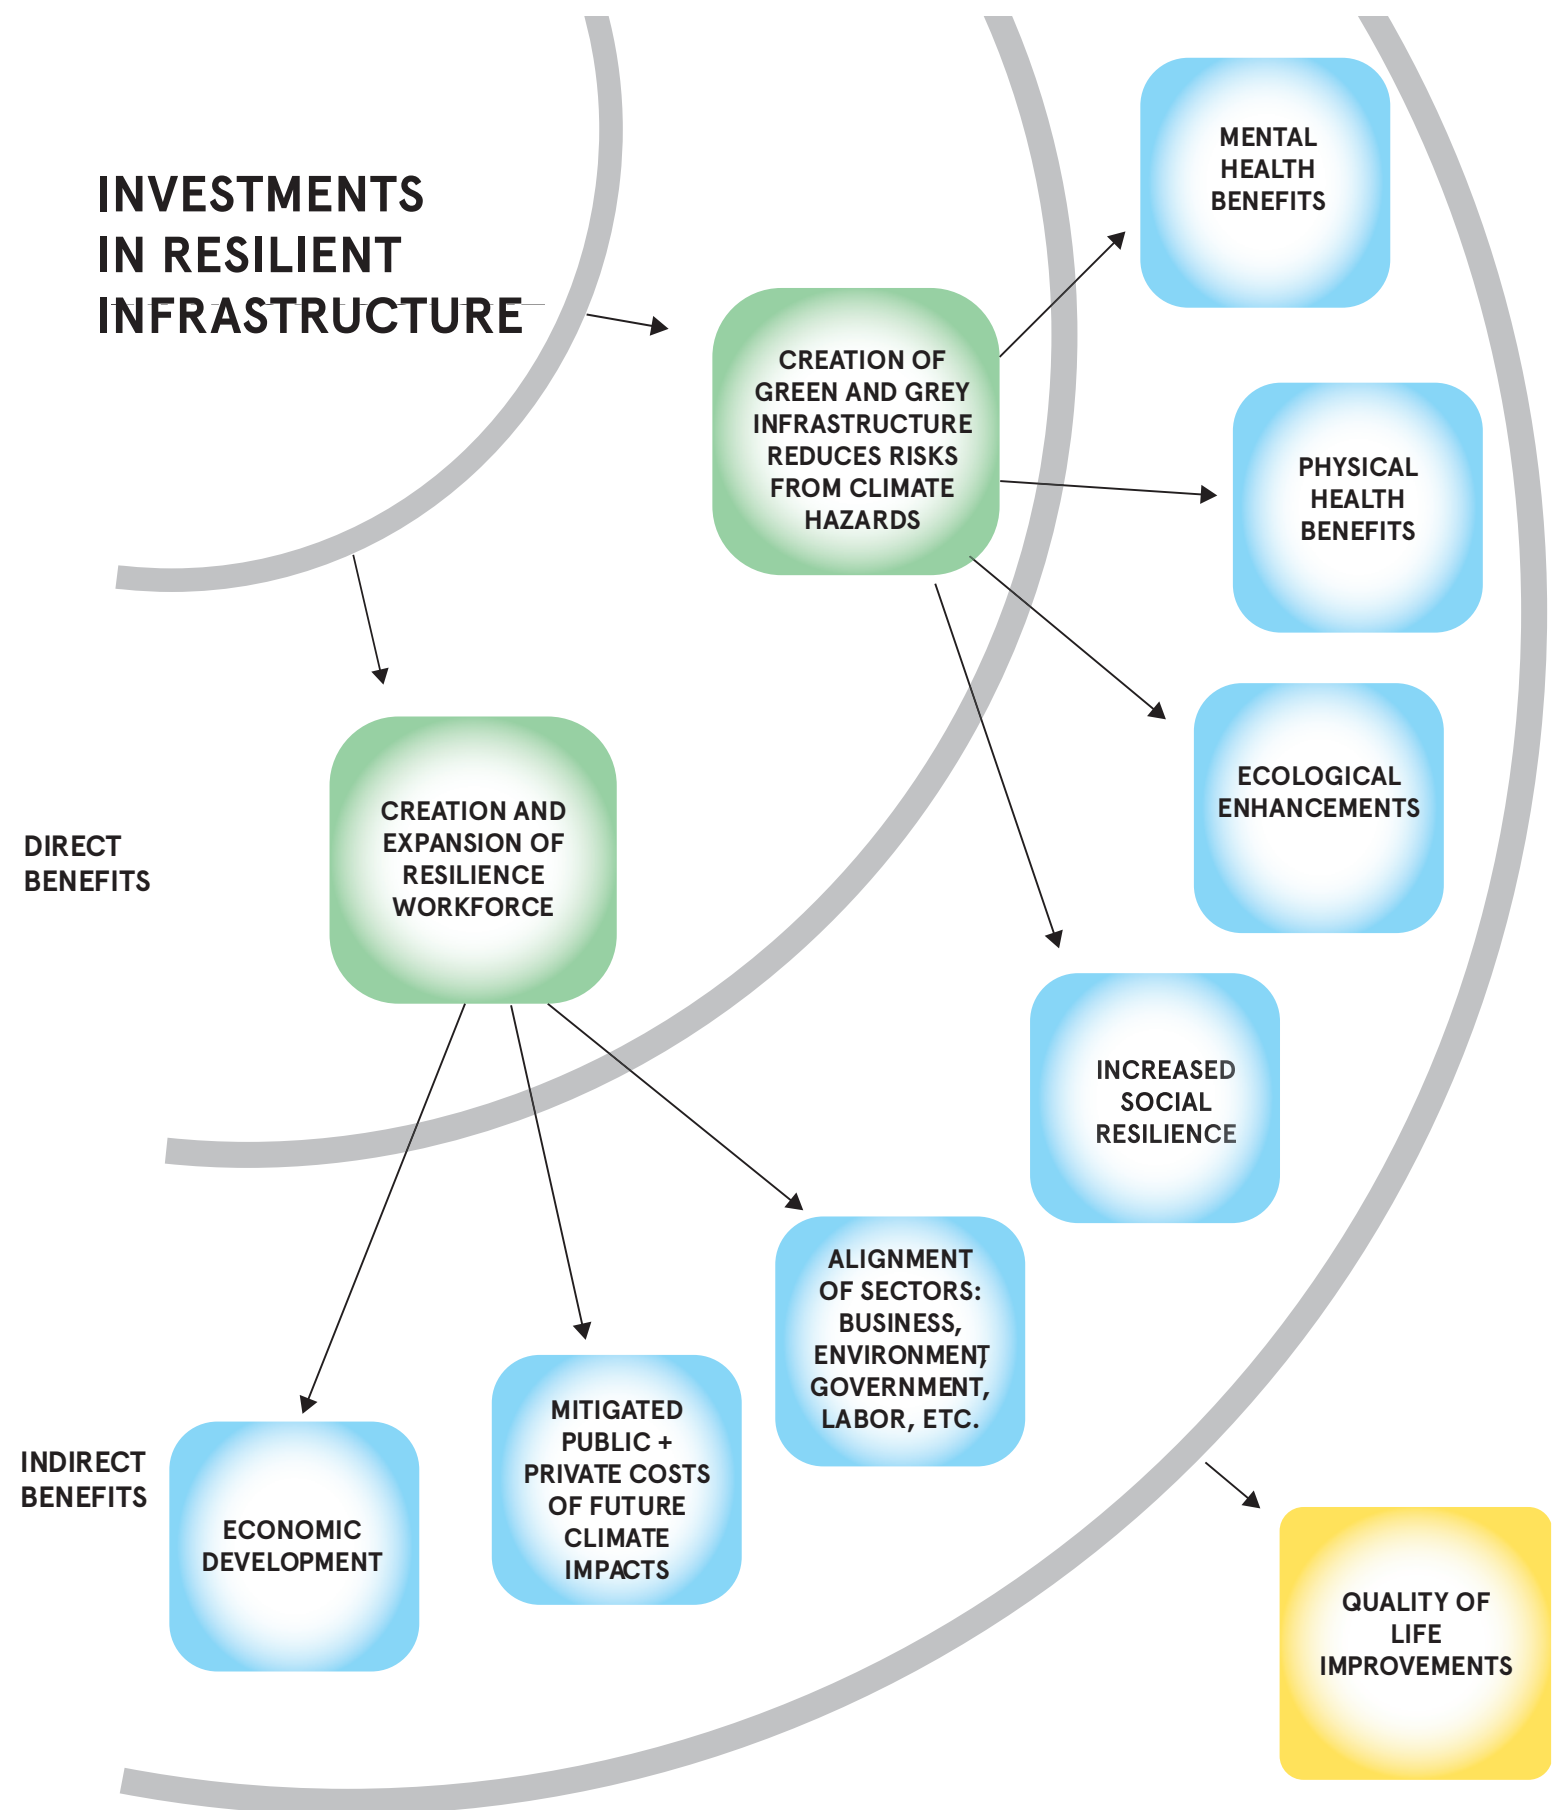 INVESTMENTS
IN RESILIENT
INFRASTRUCTURE
MENTAL
HEALTH
BENEFITS
CREATION OF
GREEN AND GREY
INFRASTRUCTURE
REDUCES RISKS
FROM CLIMATE
HAZARDS
PHYSICAL
HEALTH
BENEFITS
ECOLOGICAL
ENHANCEMENTS
CREATION AND
EXPANSION OF
RESILIENCE
WORKFORCE
DIRECT
BENEFITS
INCREASED
SOCIAL
RESILIENCE
ALIGNMENT
OF SECTORS:
BUSINESS,
ENVIRONMENT,
GOVERNMENT,
LABOR, ETC.
MITIGATED
PUBLIC +
PRIVATE COSTS
OF FUTURE
CLIMATE
IMPACTS
INDIRECT
BENEFITS
ECONOMIC
DEVELOPMENT
QUALITY OF
LIFE
IMPROVEMENTS